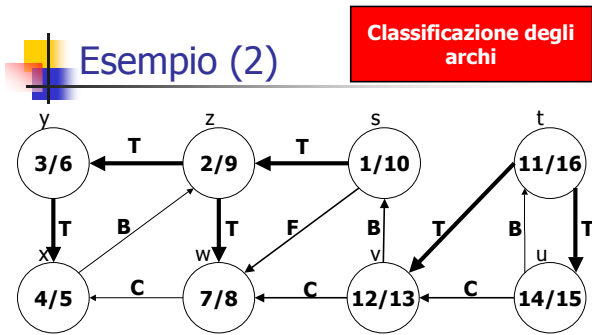 Classificazione degli
archi
Esempio (2)
y z s t
T T
3/6 2/9 1/10 11/16
T B T F B T B T
x w v u
C C C
4/5 7/8 12/13 14/15